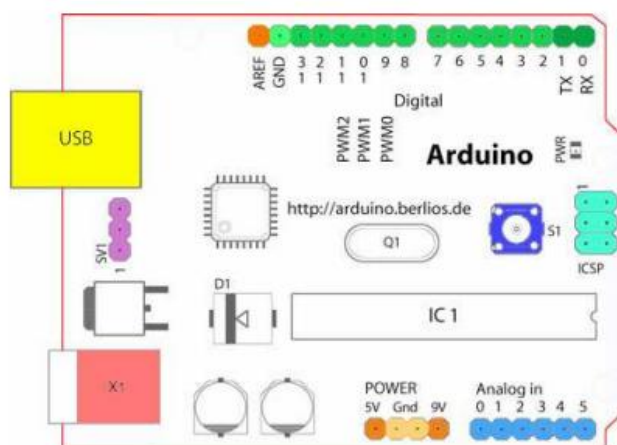 AREF
GND
13
12
11
10
9
8
7
6
5
4
3
2
1
0
TX
RX
Digital
PWM2
PWM1
PWM0
Arduino
PWR
USB
http://arduino.berlios.de
1
S1
Q1
SV1
1
ICSP
D1
IC 1
X1
POWER
5V Gnd 9V
Analog in
0 1 2 3 4 5